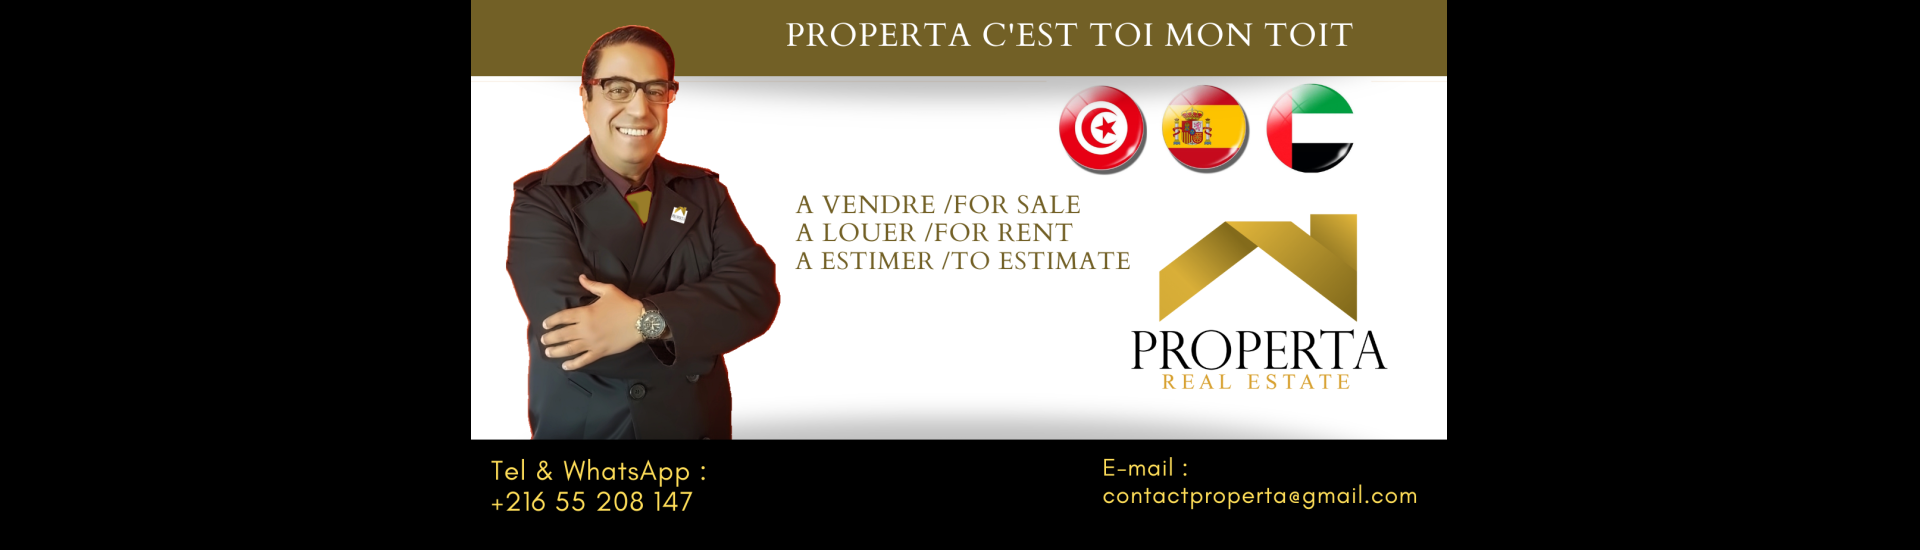 PROPERTA C'EST TOI MON TOIT
A VENDRE /FOR SALE
A LOUER /FOR RENT
A ESTIMER /TO ESTIMATE
PROPERTA
REAL ESTATE
Tel & WhatsApp :
+216 55 208 147
E-mail :
contactproperta@gmail.com